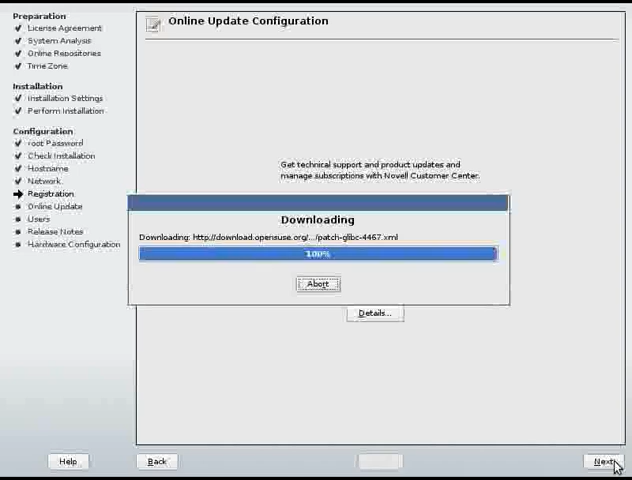 Preparation
License Agreement
System Analysis
Online Repositories
Time Zone
Installation
Installation Settings
Perform Installation
Configuration
root Password
Check Installation
Hostname
Network
Registration
Online Update
Users
Release Notes
Hardware Configuration
Online Update Configuration
Get technical support and product updates and
manage subscriptions with Novell Customer Center.
Downloading
Downloading: http://download.opensuse.org/.../patch-glibc-4467.xml
100%
Abort
Details...
Help
Back
Next